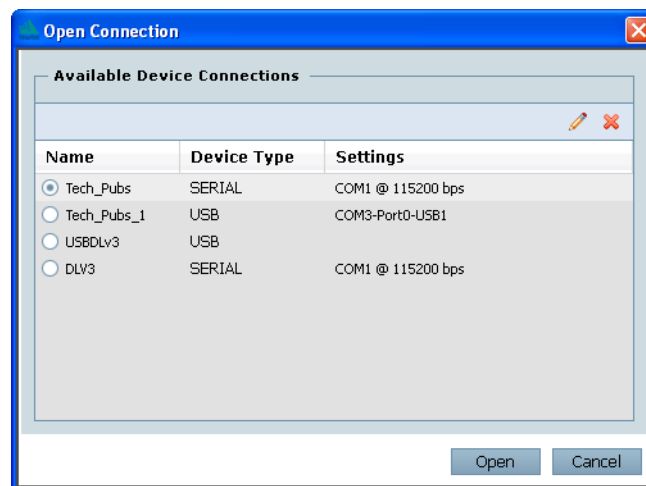 Open Connection
Available Device Connections
Name Device Type Settings
Tech_Pubs SERIAL COM1 @ 115200 bps
Tech_Pubs_1 USB COM3-Port0-USB1
USBDLv3 USB
DLV3 SERIAL COM1 @ 115200 bps
Open Cancel